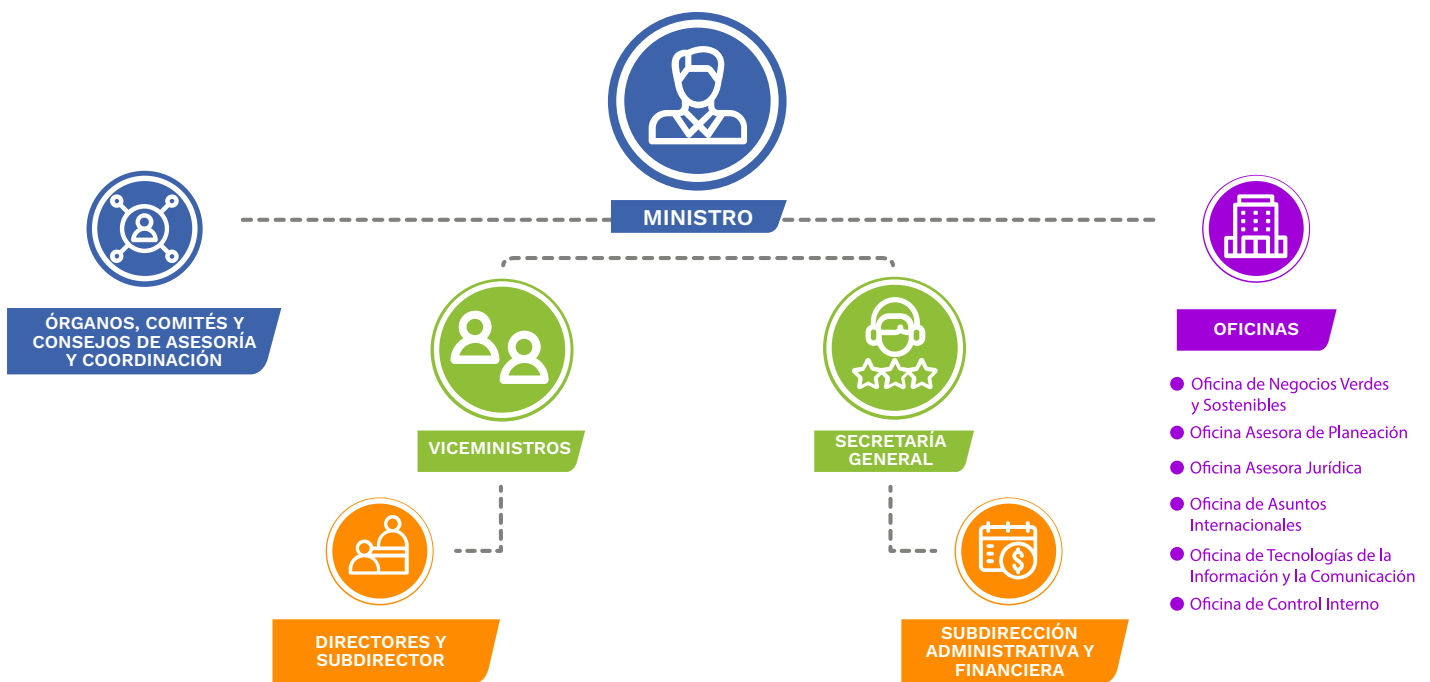 MINISTRO
ÓRGANOS, COMITÉS Y
CONSEJOS DE ASESORÍA
Y COORDINACIÓN
OFICINAS
Oficina de Negocios Verdes
y Sostenibles
Oficina Asesora de Planeación
Oficina Asesora Jurídica
Oficina de Asuntos
Internacionales
Oficina de Tecnologías de la
Información y la Comunicación
Oficina de Control Interno
VICEMINISTROS
SECRETARÍA
GENERAL
DIRECTORES Y
SUBDIRECTOR
$
SUBDIRECCIÓN
ADMINISTRATIVA Y
FINANCIERA